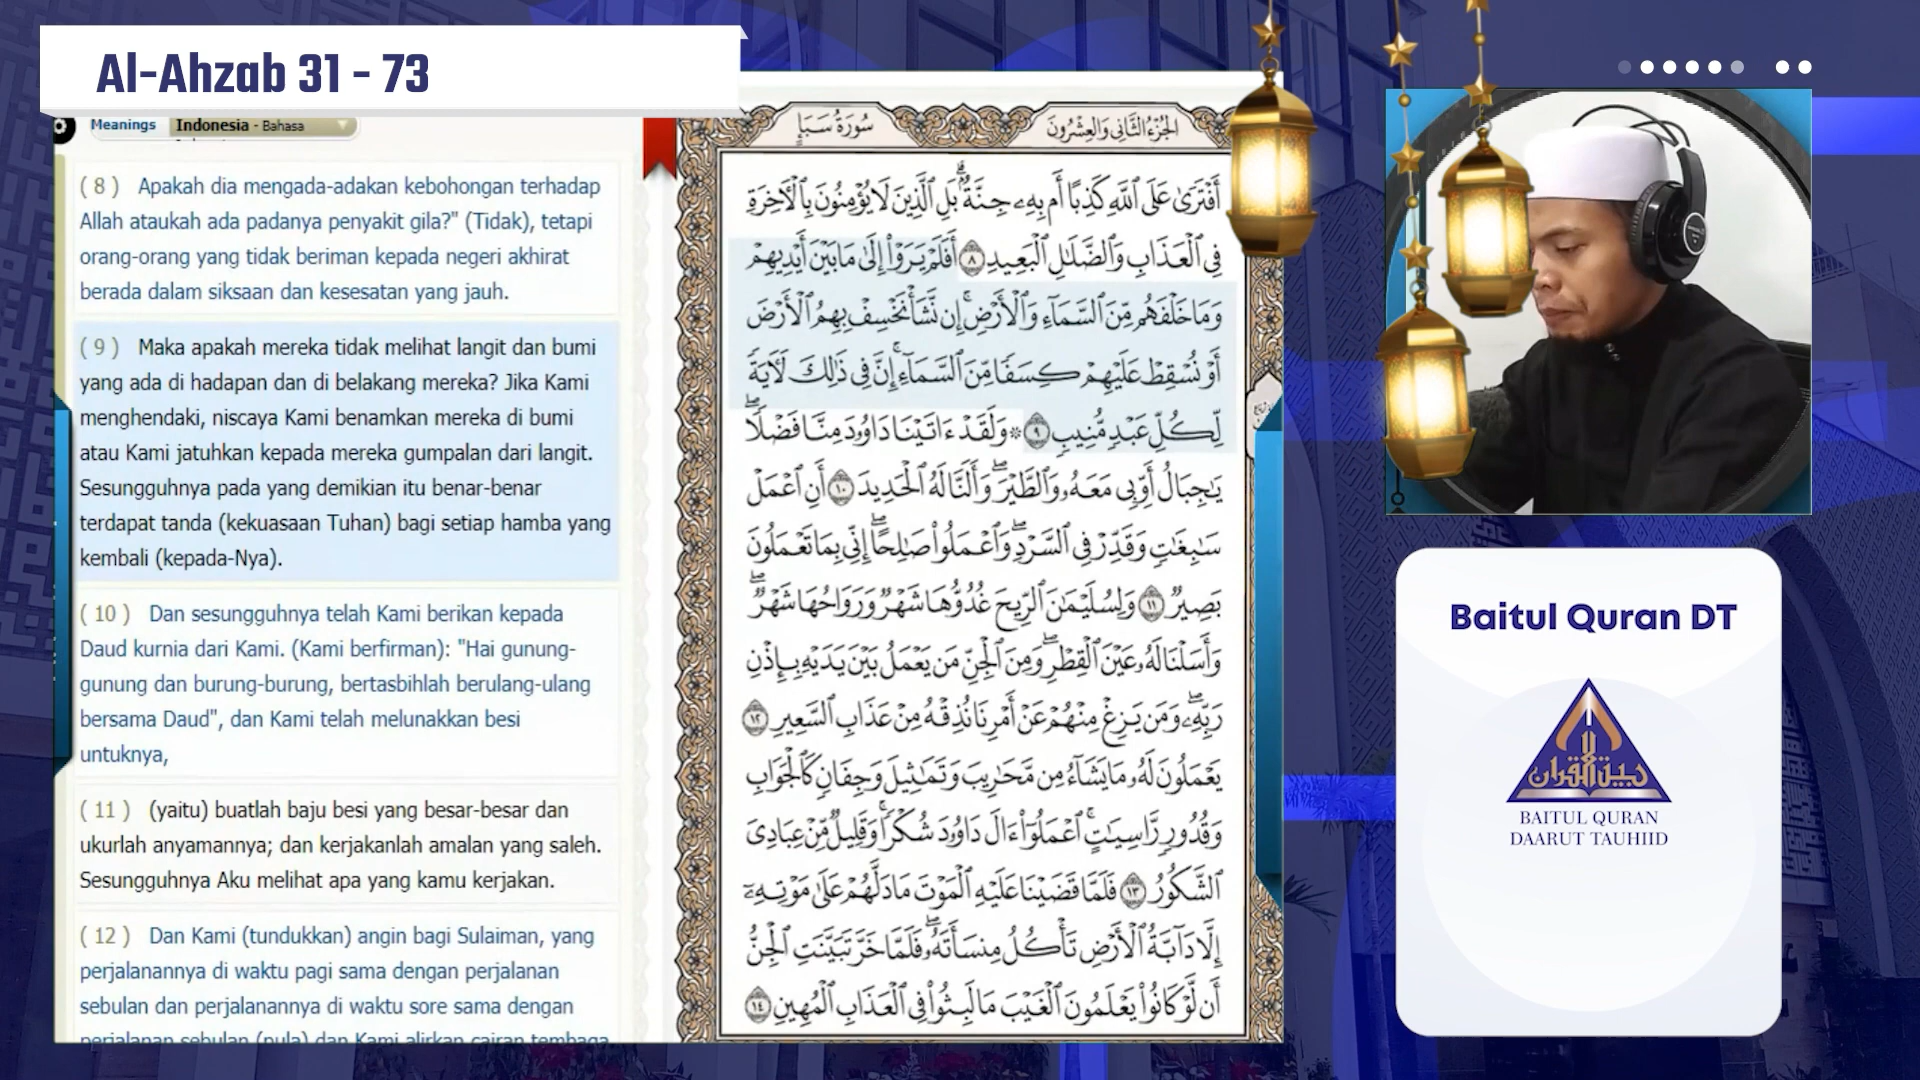 Al-Ahzab 31 - 73
Meanings Indonesia - Bahasa
( 8 ) Apakah dia mengada-adakan kebohongan terhadap
Allah ataukah ada padanya penyakit gila?" (Tidak), tetapi
orang-orang yang tidak beriman kepada negeri akhirat
berada dalam siksaan dan kesesatan yang jauh.
( 9 ) Maka apakah mereka tidak melihat langit dan bumi
yang ada di hadapan dan di belakang mereka? Jika Kami
menghendaki, niscaya Kami benamkan mereka di bumi
atau Kami jatuhkan kepada mereka gumpalan dari langit.
Sesungguhnya pada yang demikian itu benar-benar
terdapat tanda (kekuasaan Tuhan) bagi setiap hamba yang
kembali (kepada-Nya).
( 10 ) Dan sesungguhnya telah Kami berikan kepada
Daud kurnia dari Kami. (Kami berfirman): "Hai gunung-
gunung dan burung-burung, bertasbihlah berulang-ulang
bersama Daud", dan Kami telah melunakkan besi
untuknya,
( 11 ) (yaitu) buatlah baju besi yang besar-besar dan
ukurlah anyamannya; dan kerjakanlah amalan yang saleh.
Sesungguhnya Aku melihat apa yang kamu kerjakan.
( 12 ) Dan Kami (tundukkan) angin bagi Sulaiman, yang
perjalanannya di waktu pagi sama dengan perjalanan
sebulan dan perjalanannya di waktu sore sama dengan
perjalanan sebulan (pula) dan Kami alirkan cairan tembaga
الجزء الثاني والعشرون سورة سبإ
أَفْتَرَىٰ عَلَى ٱللَّهِ كَذِبًا أَم بِهِۦ جِنَّةٌۢ ۗ بَلِ ٱلَّذِينَ لَا يُؤْمِنُونَ بِٱلْـَٔاخِرَةِ
فِى ٱلْعَذَابِ وَٱلضَّلَـٰلِ ٱلْبَعِيدِ ٨ أَفَلَمْ يَرَوْا۟ إِلَىٰ مَا بَيْنَ أَيْدِيهِمْ
وَمَا خَلْفَهُم مِّنَ ٱلسَّمَآءِ وَٱلْأَرْضِ ۚ إِن نَّشَأْ نَخْسِفْ بِهِمُ ٱلْأَرْضَ
أَوْ نُسْقِطْ عَلَيْهِمْ كِسَفًا مِّنَ ٱلسَّمَآءِ ۚ إِنَّ فِى ذَٰلِكَ لَـَٔايَةً
لِّكُلِّ عَبْدٍ مُّنِيبٍ ٩ ۞ وَلَقَدْ ءَاتَيْنَا دَاوُۥدَ مِنَّا فَضْلًا ۖ
يَـٰجِبَالُ أَوِّبِى مَعَهُۥ وَٱلطَّيْرَ ۖ وَأَلَنَّا لَهُ ٱلْحَدِيدَ ١٠ أَنِ ٱعْمَلْ
سَـٰبِغَـٰتٍ وَقَدِّرْ فِى ٱلسَّرْدِ ۖ وَٱعْمَلُوا۟ صَـٰلِحًا ۖ إِنِّى بِمَا تَعْمَلُونَ
بَصِيرٌ ١١ وَلِسُلَيْمَـٰنَ ٱلرِّيحَ غُدُوُّهَا شَهْرٌ وَرَوَاحُهَا شَهْرٌ ۖ
وَأَسَلْنَا لَهُۥ عَيْنَ ٱلْقِطْرِ ۖ وَمِنَ ٱلْجِنِّ مَن يَعْمَلُ بَيْنَ يَدَيْهِ بِإِذْنِ
رَبِّهِۦ ۖ وَمَن يَزِغْ مِنْهُمْ عَنْ أَمْرِنَا نُذِقْهُ مِنْ عَذَابِ ٱلسَّعِيرِ ١٢
يَعْمَلُونَ لَهُۥ مَا يَشَآءُ مِن مَّحَـٰرِيبَ وَتَمَـٰثِيلَ وَجِفَانٍ كَٱلْجَوَابِ
وَقُدُورٍ رَّاسِيَـٰتٍ ۚ ٱعْمَلُوٓا۟ ءَالَ دَاوُۥدَ شُكْرًا ۚ وَقَلِيلٌ مِّنْ عِبَادِىَ
ٱلشَّكُورُ ١٣ فَلَمَّا قَضَيْنَا عَلَيْهِ ٱلْمَوْتَ مَا دَلَّهُمْ عَلَىٰ مَوْتِهِۦٓ
إِلَّا دَآبَّةُ ٱلْأَرْضِ تَأْكُلُ مِنسَأَتَهُۥ ۖ فَلَمَّا خَرَّ تَبَيَّنَتِ ٱلْجِنُّ
أَن لَّوْ كَانُوا۟ يَعْلَمُونَ ٱلْغَيْبَ مَا لَبِثُوا۟ فِى ٱلْعَذَابِ ٱلْمُهِينِ ١٤
Baitul Quran DT
BAITUL QURAN
DAARUT TAUHIID